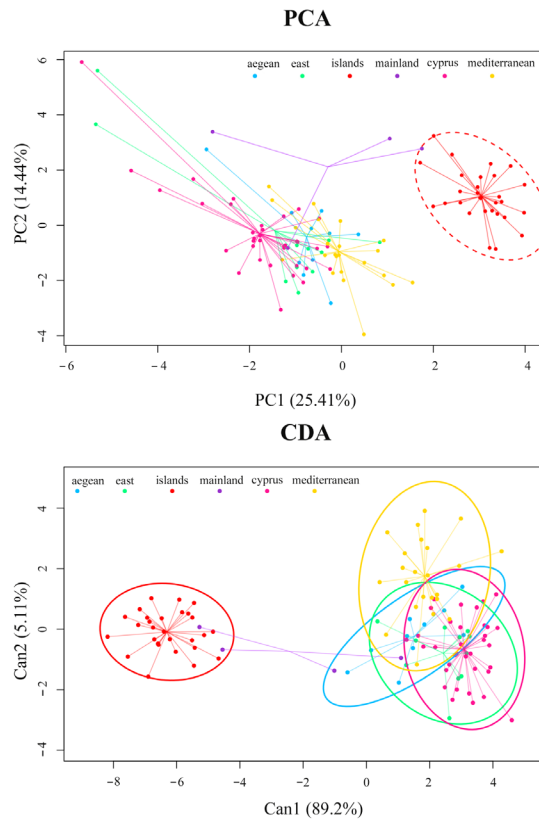 PCA
aegean east islands mainland cyprus mediterranean
6
4
2
0
−2
−4
PC2 (14.44%)
−6 −4 −2 0 2 4
PC1 (25.41%)
CDA
aegean east islands mainland cyprus mediterranean
4
2
0
−2
−4
Can2 (5.11%)
−8 −6 −4 −2 0 2 4
Can1 (89.2%)